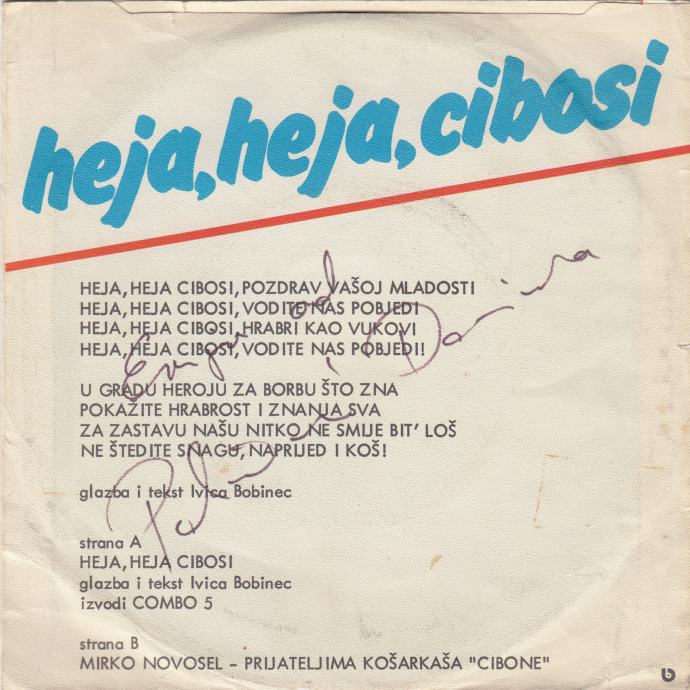 heja, heja, cibosi
HEJA, HEJA CIBOSI, POZDRAV VAŠOJ MLADOSTI
HEJA, HEJA CIBOSI, VODITE NAS POBJEDI
HEJA, HEJA CIBOSI, HRABRI KAO VUKOVI
HEJA, HEJA CIBOSI, VODITE NAS POBJEDI!
U GRADU HEROJU ZA BORBU ŠTO ZNA
POKAŽITE HRABROST I ZNANJA SVA
ZA ZASTAVU NAŠU NITKO NE SMIJE BIT' LOŠ
NE ŠTEDITE SNAGU, NAPRIJED I KOŠ!
glazba i tekst Ivica Bobinec
strana A
HEJA, HEJA CIBOSI
glazba i tekst Ivica Bobinec
izvodi COMBO 5
strana B
MIRKO NOVOSEL - PRIJATELJIMA KOŠARKAŠA "CIBONE"
od
i
b